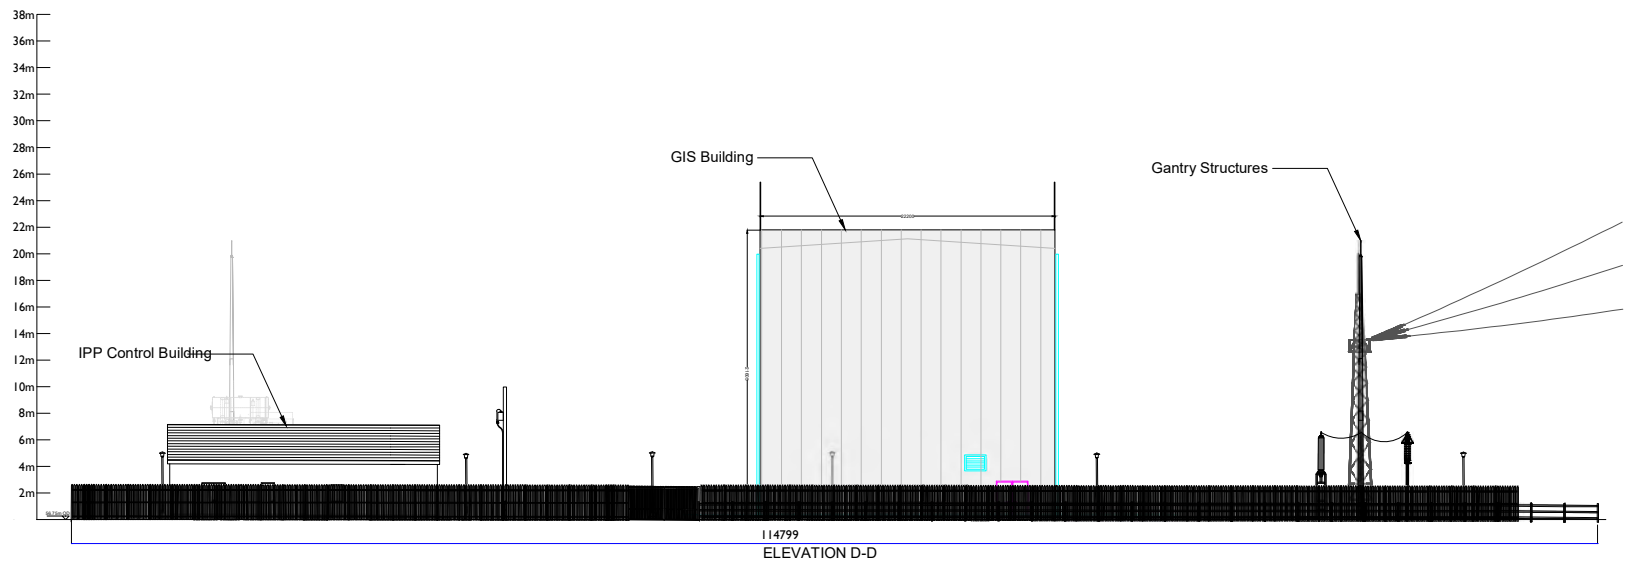 38m
36m
34m
32m
30m
28m
26m
24m
22m
20m
18m
16m
14m
12m
10m
8m
6m
4m
2m
GIS Building
Gantry Structures
IPP Control Building
22200
114799
ELEVATION D-D